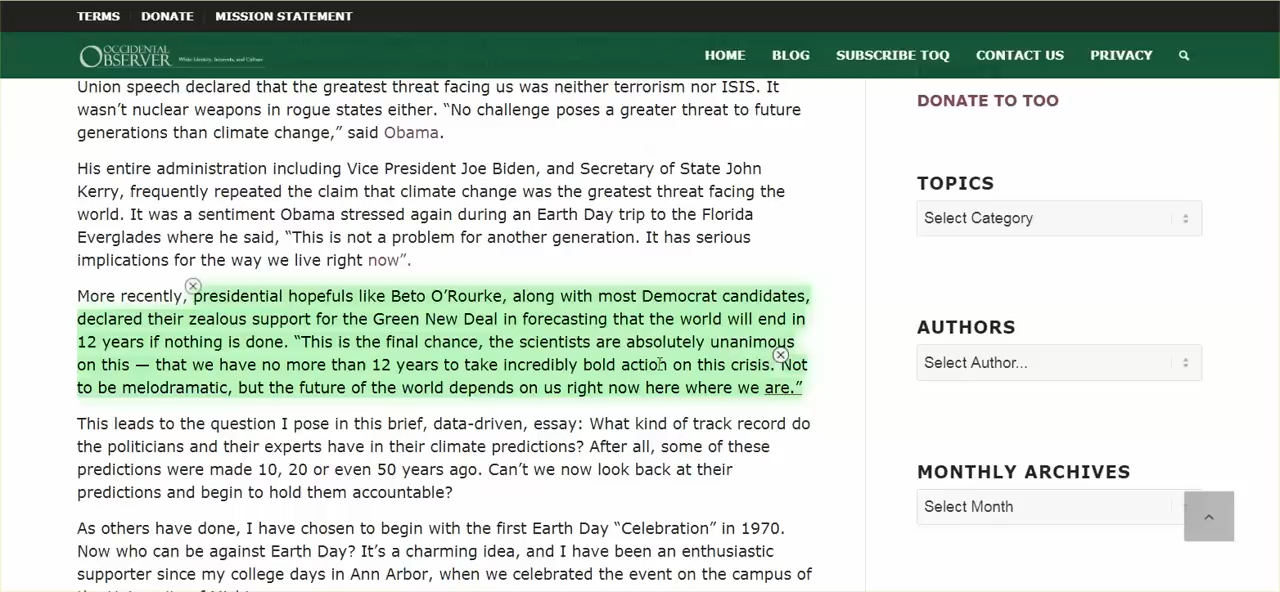 TERMS DONATE MISSION STATEMENT
OCCIDENTAL
OBSERVER White Identity, Interests, and Culture
HOME BLOG SUBSCRIBE TOQ CONTACT US PRIVACY
Union speech declared that the greatest threat facing us was neither terrorism nor ISIS. It
wasn’t nuclear weapons in rogue states either. “No challenge poses a greater threat to future
generations than climate change,” said Obama.
His entire administration including Vice President Joe Biden, and Secretary of State John
Kerry, frequently repeated the claim that climate change was the greatest threat facing the
world. It was a sentiment Obama stressed again during an Earth Day trip to the Florida
Everglades where he said, “This is not a problem for another generation. It has serious
implications for the way we live right now”.
More recently, presidential hopefuls like Beto O’Rourke, along with most Democrat candidates,
declared their zealous support for the Green New Deal in forecasting that the world will end in
12 years if nothing is done. “This is the final chance, the scientists are absolutely unanimous
on this — that we have no more than 12 years to take incredibly bold action on this crisis. Not
to be melodramatic, but the future of the world depends on us right now here where we are.”
This leads to the question I pose in this brief, data-driven, essay: What kind of track record do
the politicians and their experts have in their climate predictions? After all, some of these
predictions were made 10, 20 or even 50 years ago. Can’t we now look back at their
predictions and begin to hold them accountable?
As others have done, I have chosen to begin with the first Earth Day “Celebration” in 1970.
Now who can be against Earth Day? It’s a charming idea, and I have been an enthusiastic
supporter since my college days in Ann Arbor, when we celebrated the event on the campus of
DONATE TO TOO
TOPICS
Select Category
AUTHORS
Select Author...
MONTHLY ARCHIVES
Select Month